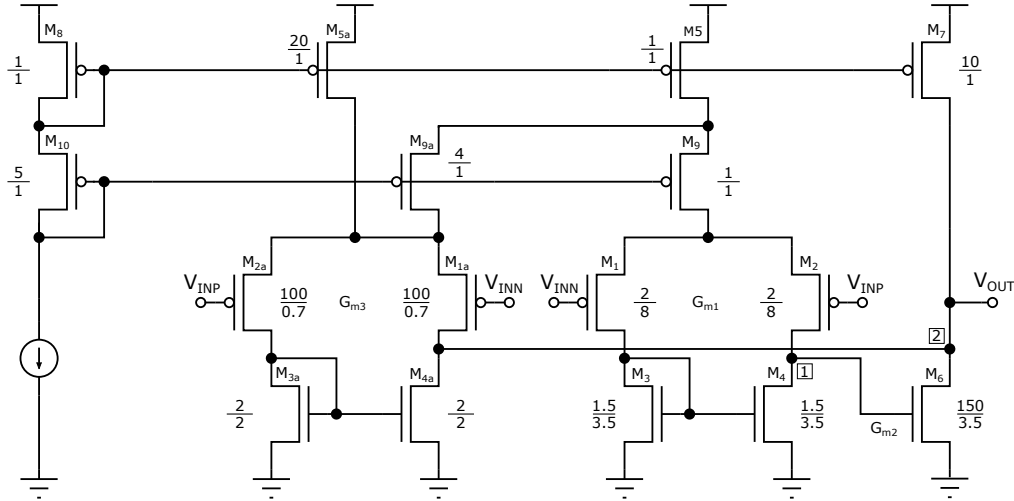 M8 M5a M5 M7
1/1 20/1 1/1 10/1
M10 M9a M9
5/1 4/1 1/1
M2a M1a M1 M2
VINP 100/0.7 Gm3 100/0.7 VINN VINN 2/8 Gm1 2/8 VINP VOUT
2
M3a M4a M3 M4 1 M6
2/2 2/2 1.5/3.5 1.5/3.5 Gm2 150/3.5